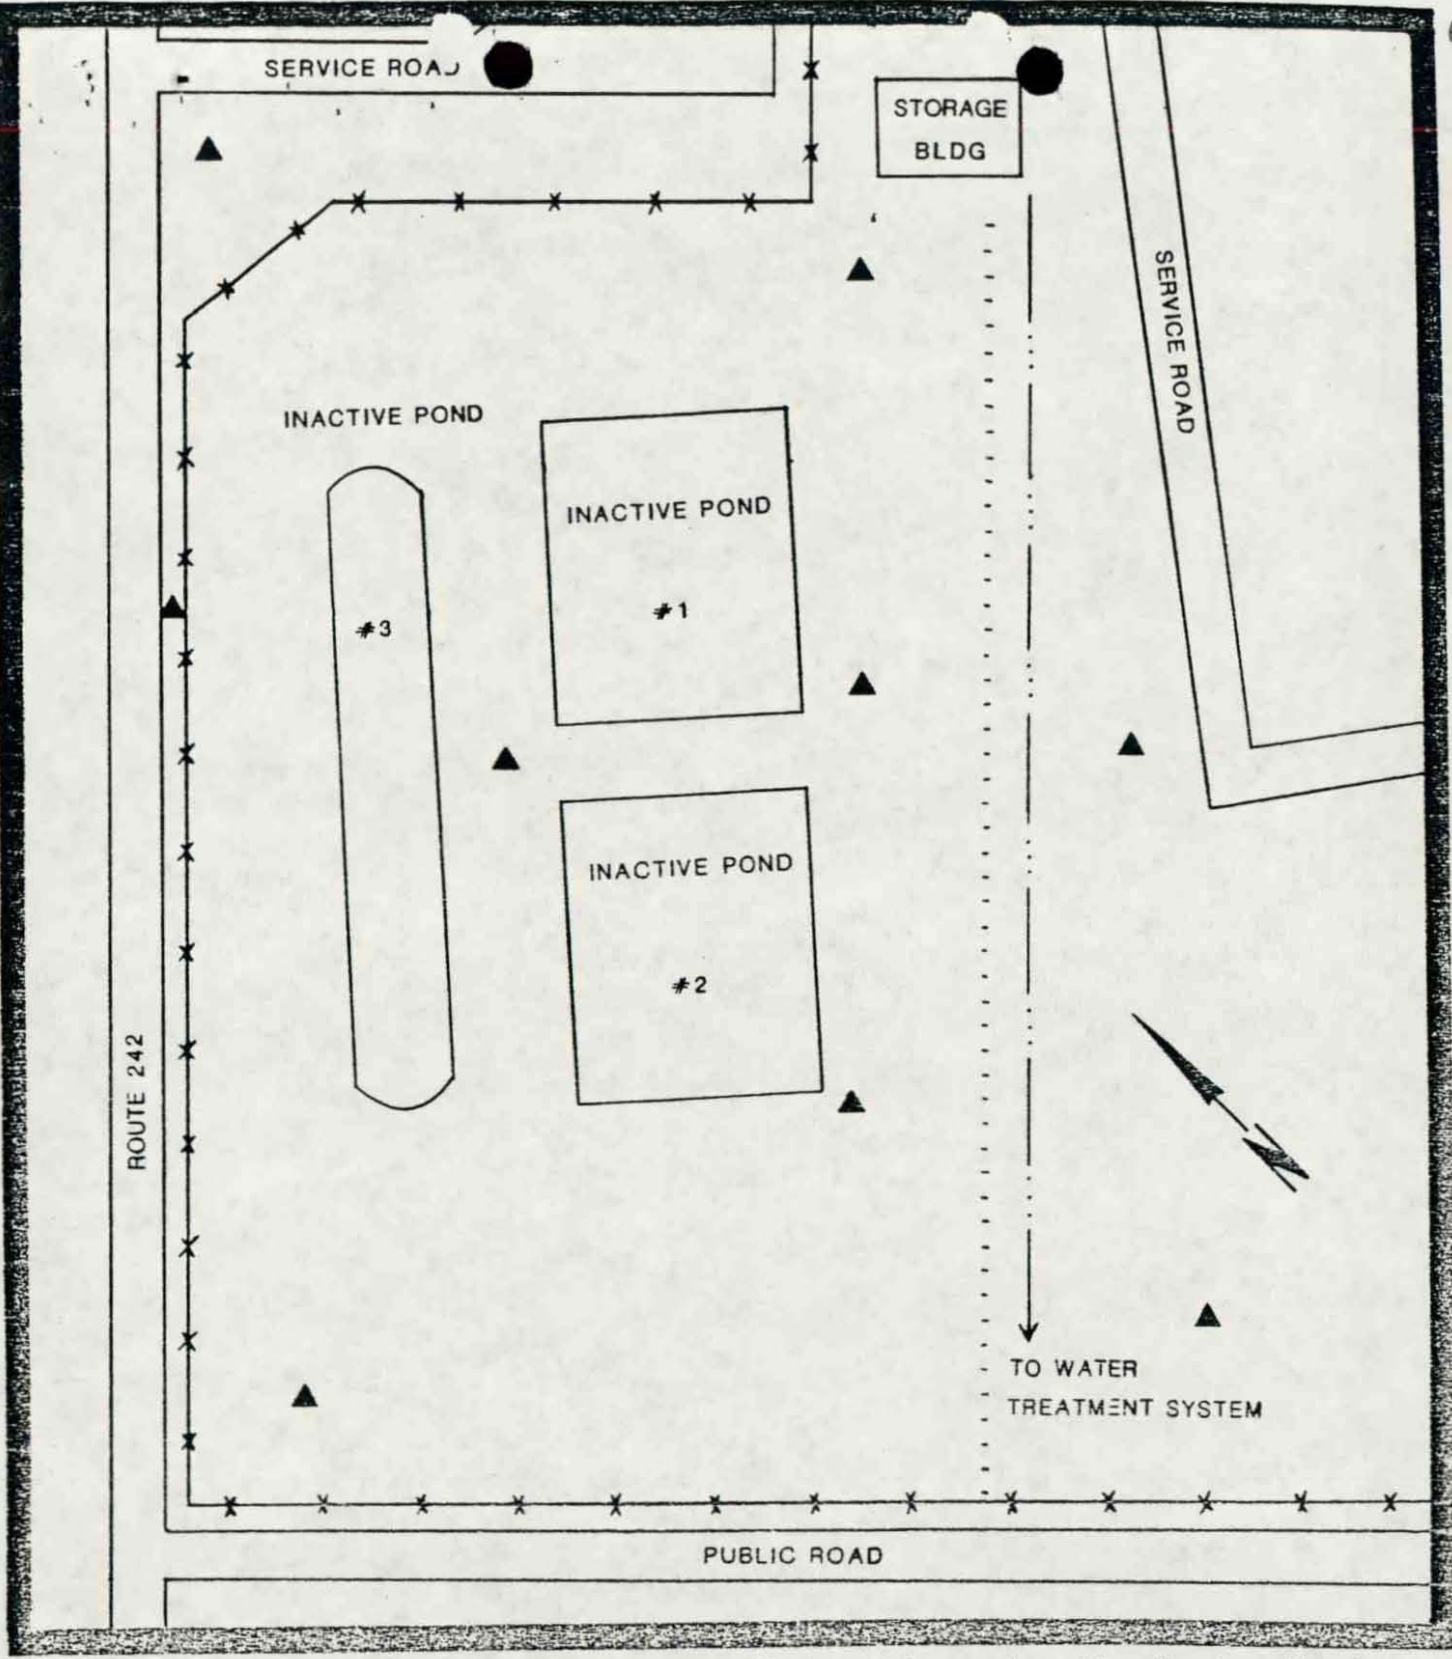 SERVICE ROAD
STORAGE
BLDG
SERVICE ROAD
INACTIVE POND
INACTIVE POND
#1
#3
INACTIVE POND
#2
ROUTE 242
N
TO WATER
TREATMENT SYSTEM
PUBLIC ROAD